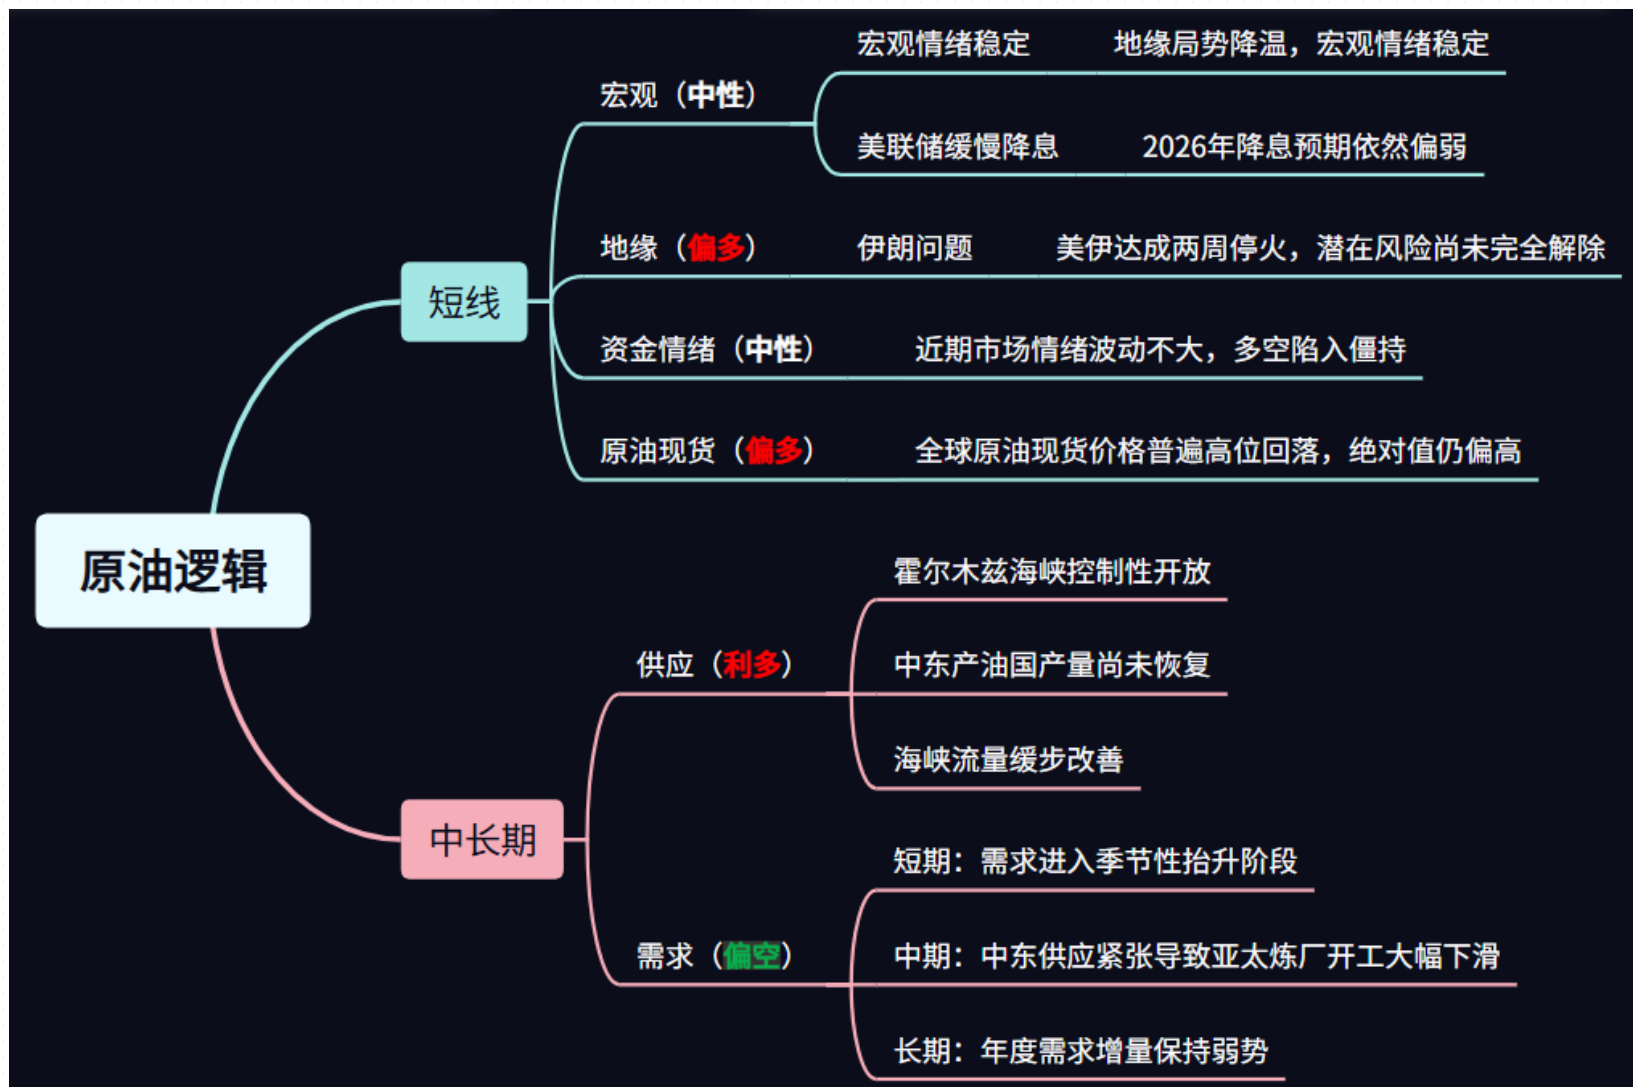 原油逻辑
短线
宏观（中性）
宏观情绪稳定
地缘局势降温，宏观情绪稳定
美联储缓慢降息
2026年降息预期依然偏弱
地缘（偏多）
伊朗问题
美伊达成两周停火，潜在风险尚未完全解除
资金情绪（中性）
近期市场情绪波动不大，多空陷入僵持
原油现货（偏多）
全球原油现货价格普遍高位回落，绝对值仍偏高
中长期
供应（利多）
霍尔木兹海峡控制性开放
中东产油国产量尚未恢复
海峡流量缓步改善
需求（偏空）
短期：需求进入季节性抬升阶段
中期：中东供应紧张导致亚太炼厂开工大幅下滑
长期：年度需求增量保持弱势